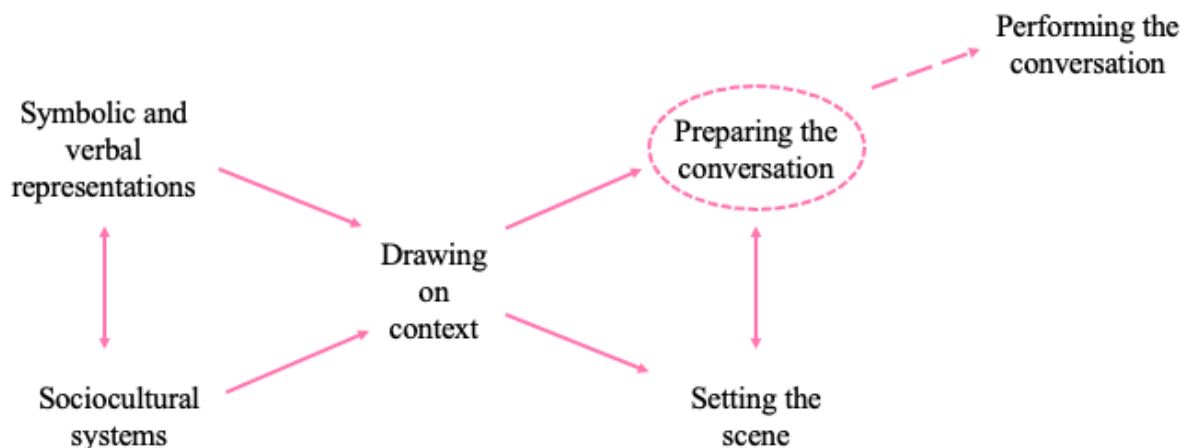 Performing the
conversation
Symbolic and
verbal
representations
Preparing the
conversation
Drawing
on
context
Sociocultural
systems
Setting the
scene